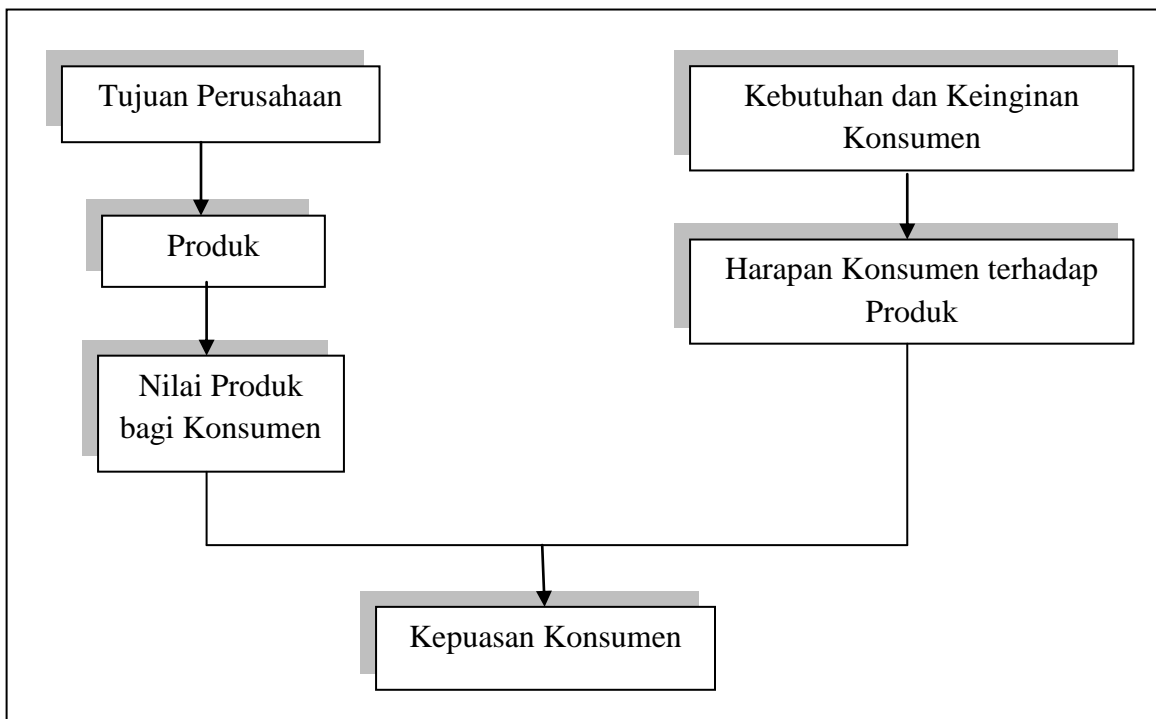 Tujuan Perusahaan
Produk
Nilai Produk
bagi Konsumen
Kebutuhan dan Keinginan
Konsumen
Harapan Konsumen terhadap
Produk
Kepuasan Konsumen